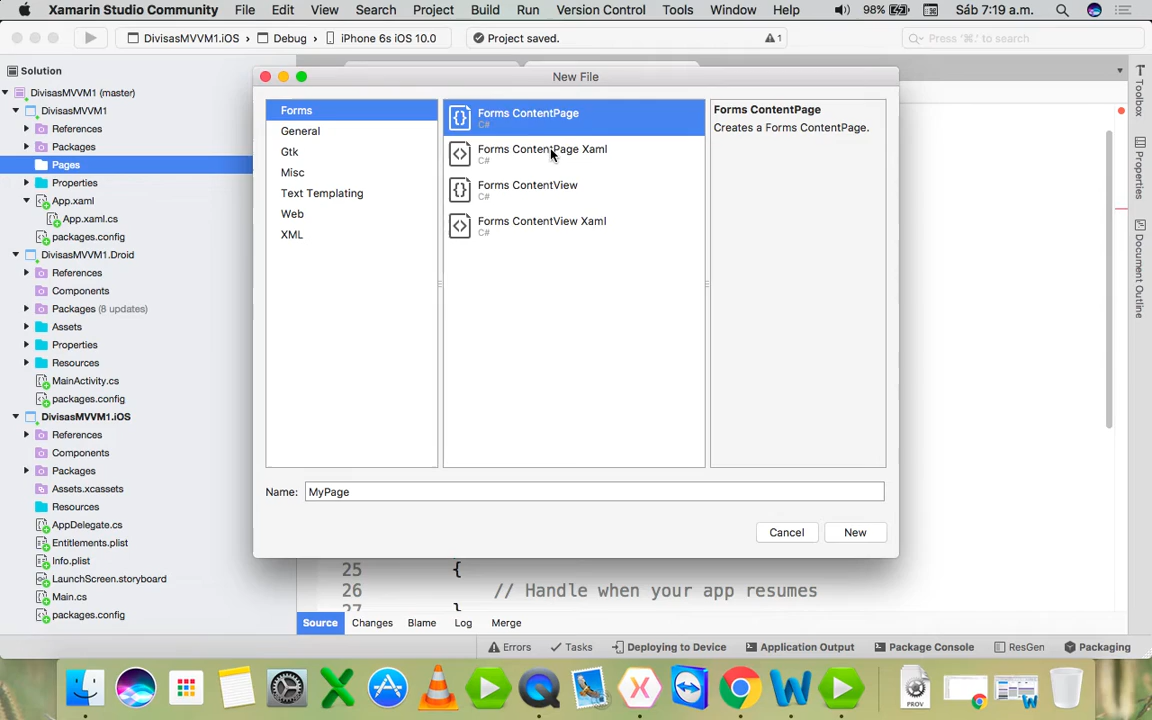 Xamarin Studio Community File Edit View Search Project Build Run Version Control Tools Window Help 98% Sáb 7:19 a.m.
DivisasMVVM1.iOS › Debug › iPhone 6s iOS 10.0 Project saved. 1 Press '⌘.' to search
Solution
DivisasMVVM1 (master)
DivisasMVVM1
References
Packages
Pages
Properties
App.xaml
App.xaml.cs
packages.config
DivisasMVVM1.Droid
References
Components
Packages (8 updates)
Assets
Properties
Resources
MainActivity.cs
packages.config
DivisasMVVM1.iOS
References
Components
Packages
Assets.xcassets
Resources
AppDelegate.cs
Entitlements.plist
Info.plist
LaunchScreen.storyboard
Main.cs
packages.config
New File
Forms
General
Gtk
Misc
Text Templating
Web
XML
Forms ContentPage
C#
Forms ContentPage Xaml
C#
Forms ContentView
C#
Forms ContentView Xaml
C#
Forms ContentPage
Creates a Forms ContentPage.
Name: MyPage
Cancel New
25 {
26 // Handle when your app resumes
27 }
Source Changes Blame Log Merge
Errors Tasks Deploying to Device Application Output Package Console ResGen Packaging
Toolbox
Properties
Document Outline
PROV